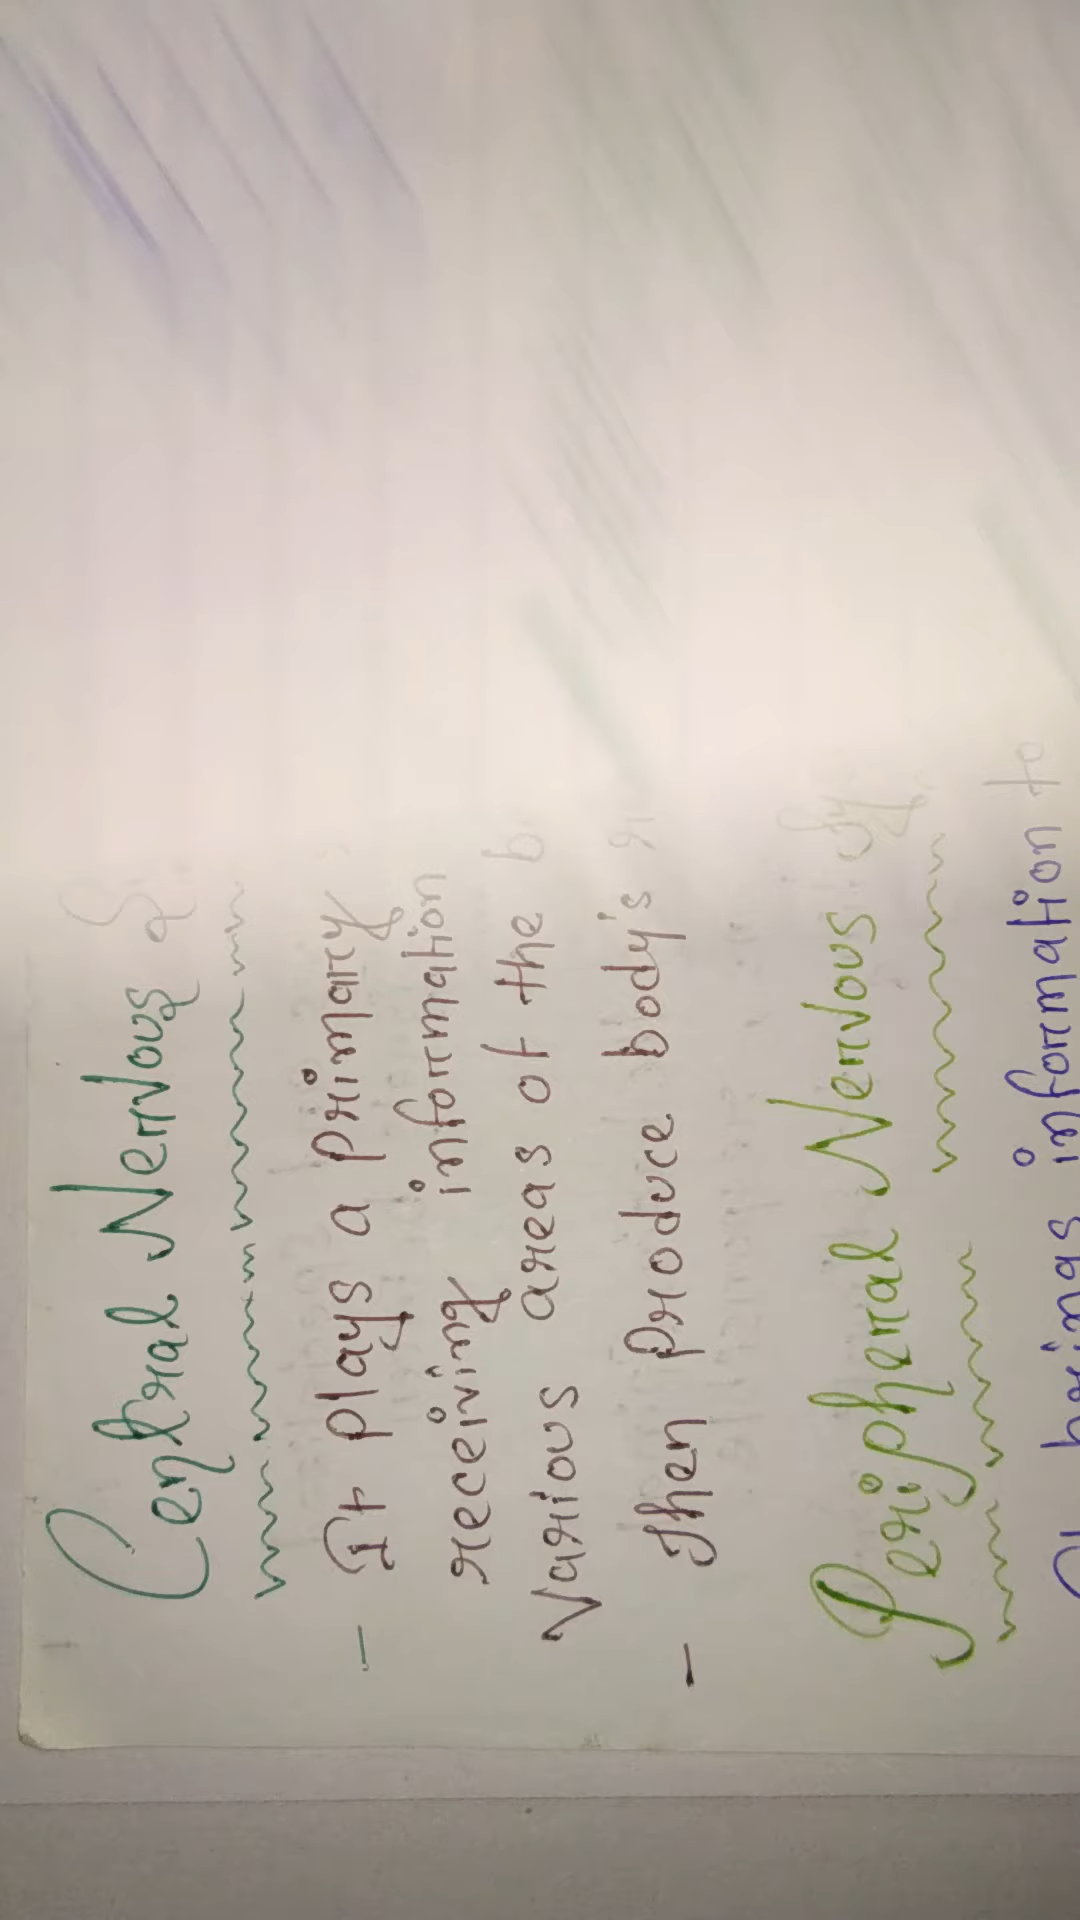 Central Nervous
- It plays a primary
receiving information
Various areas of the
- Then produce body's
Peripheral Nervous
information to